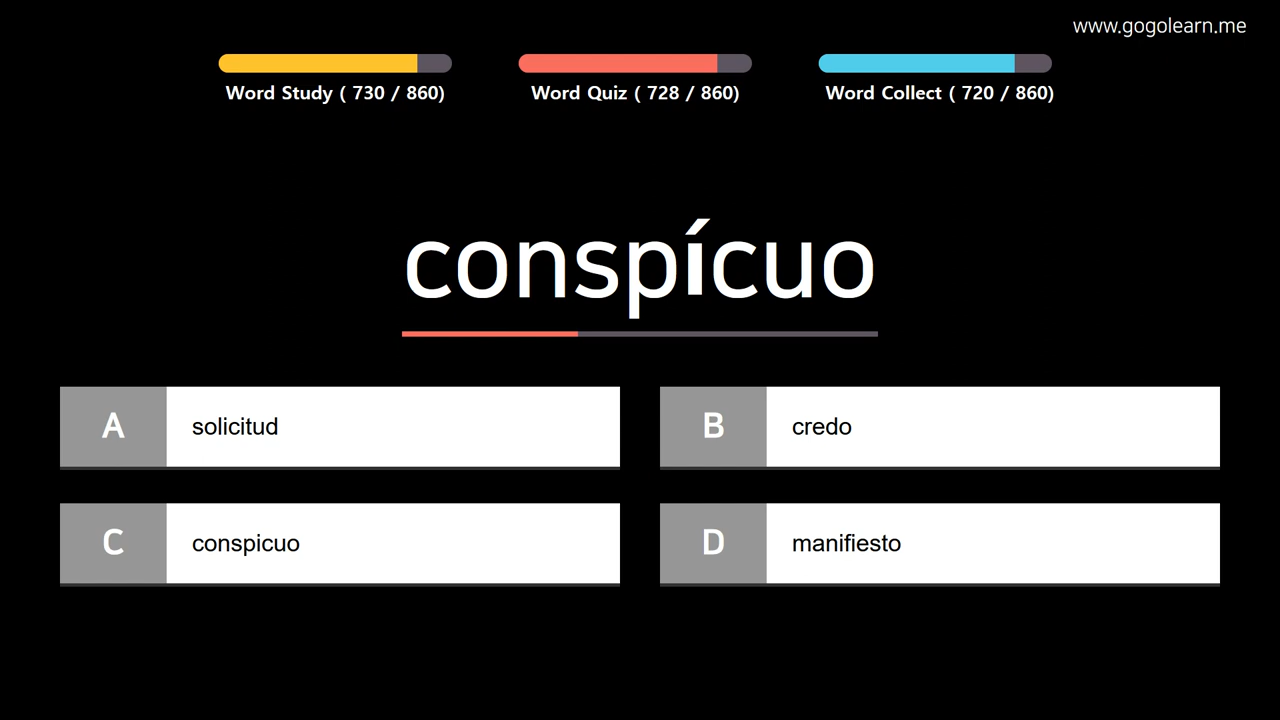 www.gogolearn.me
Word Study ( 730 / 860)
Word Quiz ( 728 / 860)
Word Collect ( 720 / 860)
conspícuo
A solicitud
B credo
C conspicuo
D manifiesto